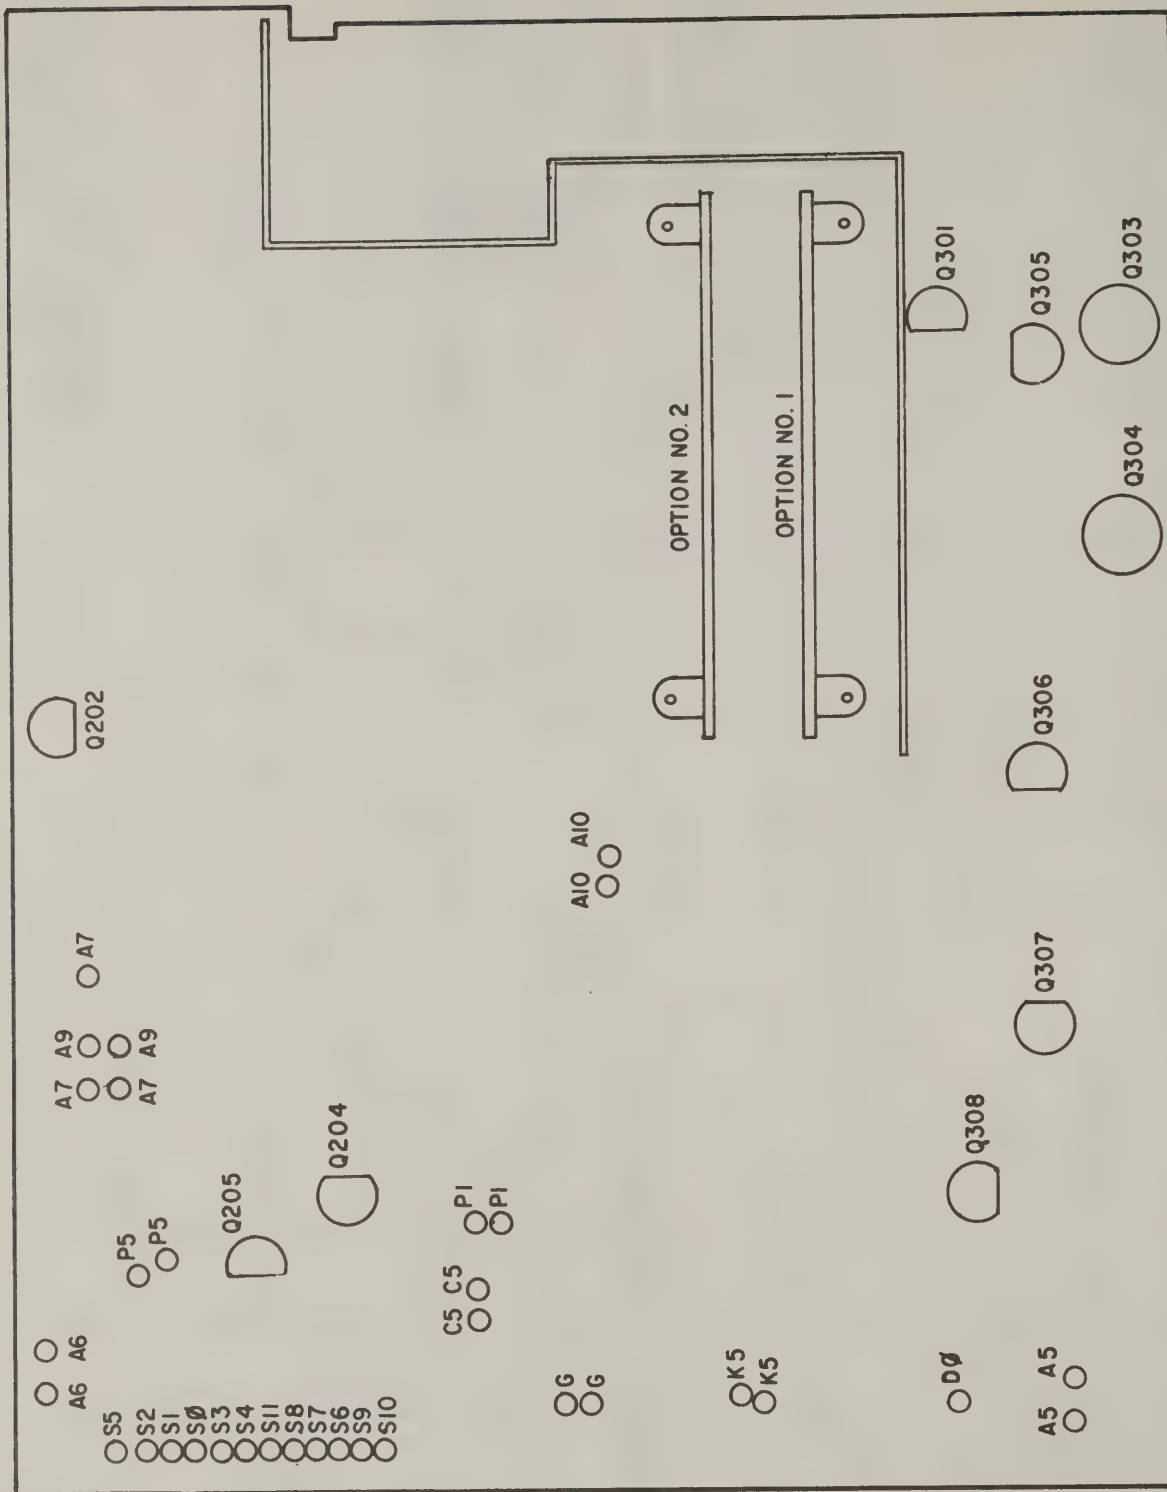 Q202
A7
A7 A9
A7 A9
P5
P5
Q205
Q204
A6 A6
S5
S2
S1
SØ
S3
S4
S11
S8
S7
S6
S9
S10
P1
P1
C5 C5
A10 A10
G
G
K5
K5
DØ
A5 A5
OPTION NO. 2
OPTION NO. 1
Q301
Q305
Q303
Q304
Q306
Q307
Q308